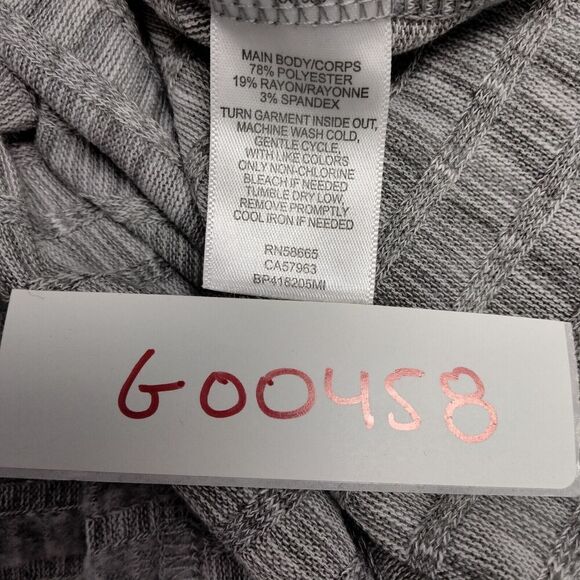 MAIN BODY/CORPS
78% POLYESTER
19% RAYON/RAYONNE
3% SPANDEX
TURN GARMENT INSIDE OUT,
MACHINE WASH COLD,
GENTLE CYCLE,
WITH LIKE COLORS
ONLY NON-CHLORINE
BLEACH IF NEEDED
TUMBLE DRY LOW,
REMOVE PROMPTLY
COOL IRON IF NEEDED
RN58665
CA57963
BP418205MI
G00458